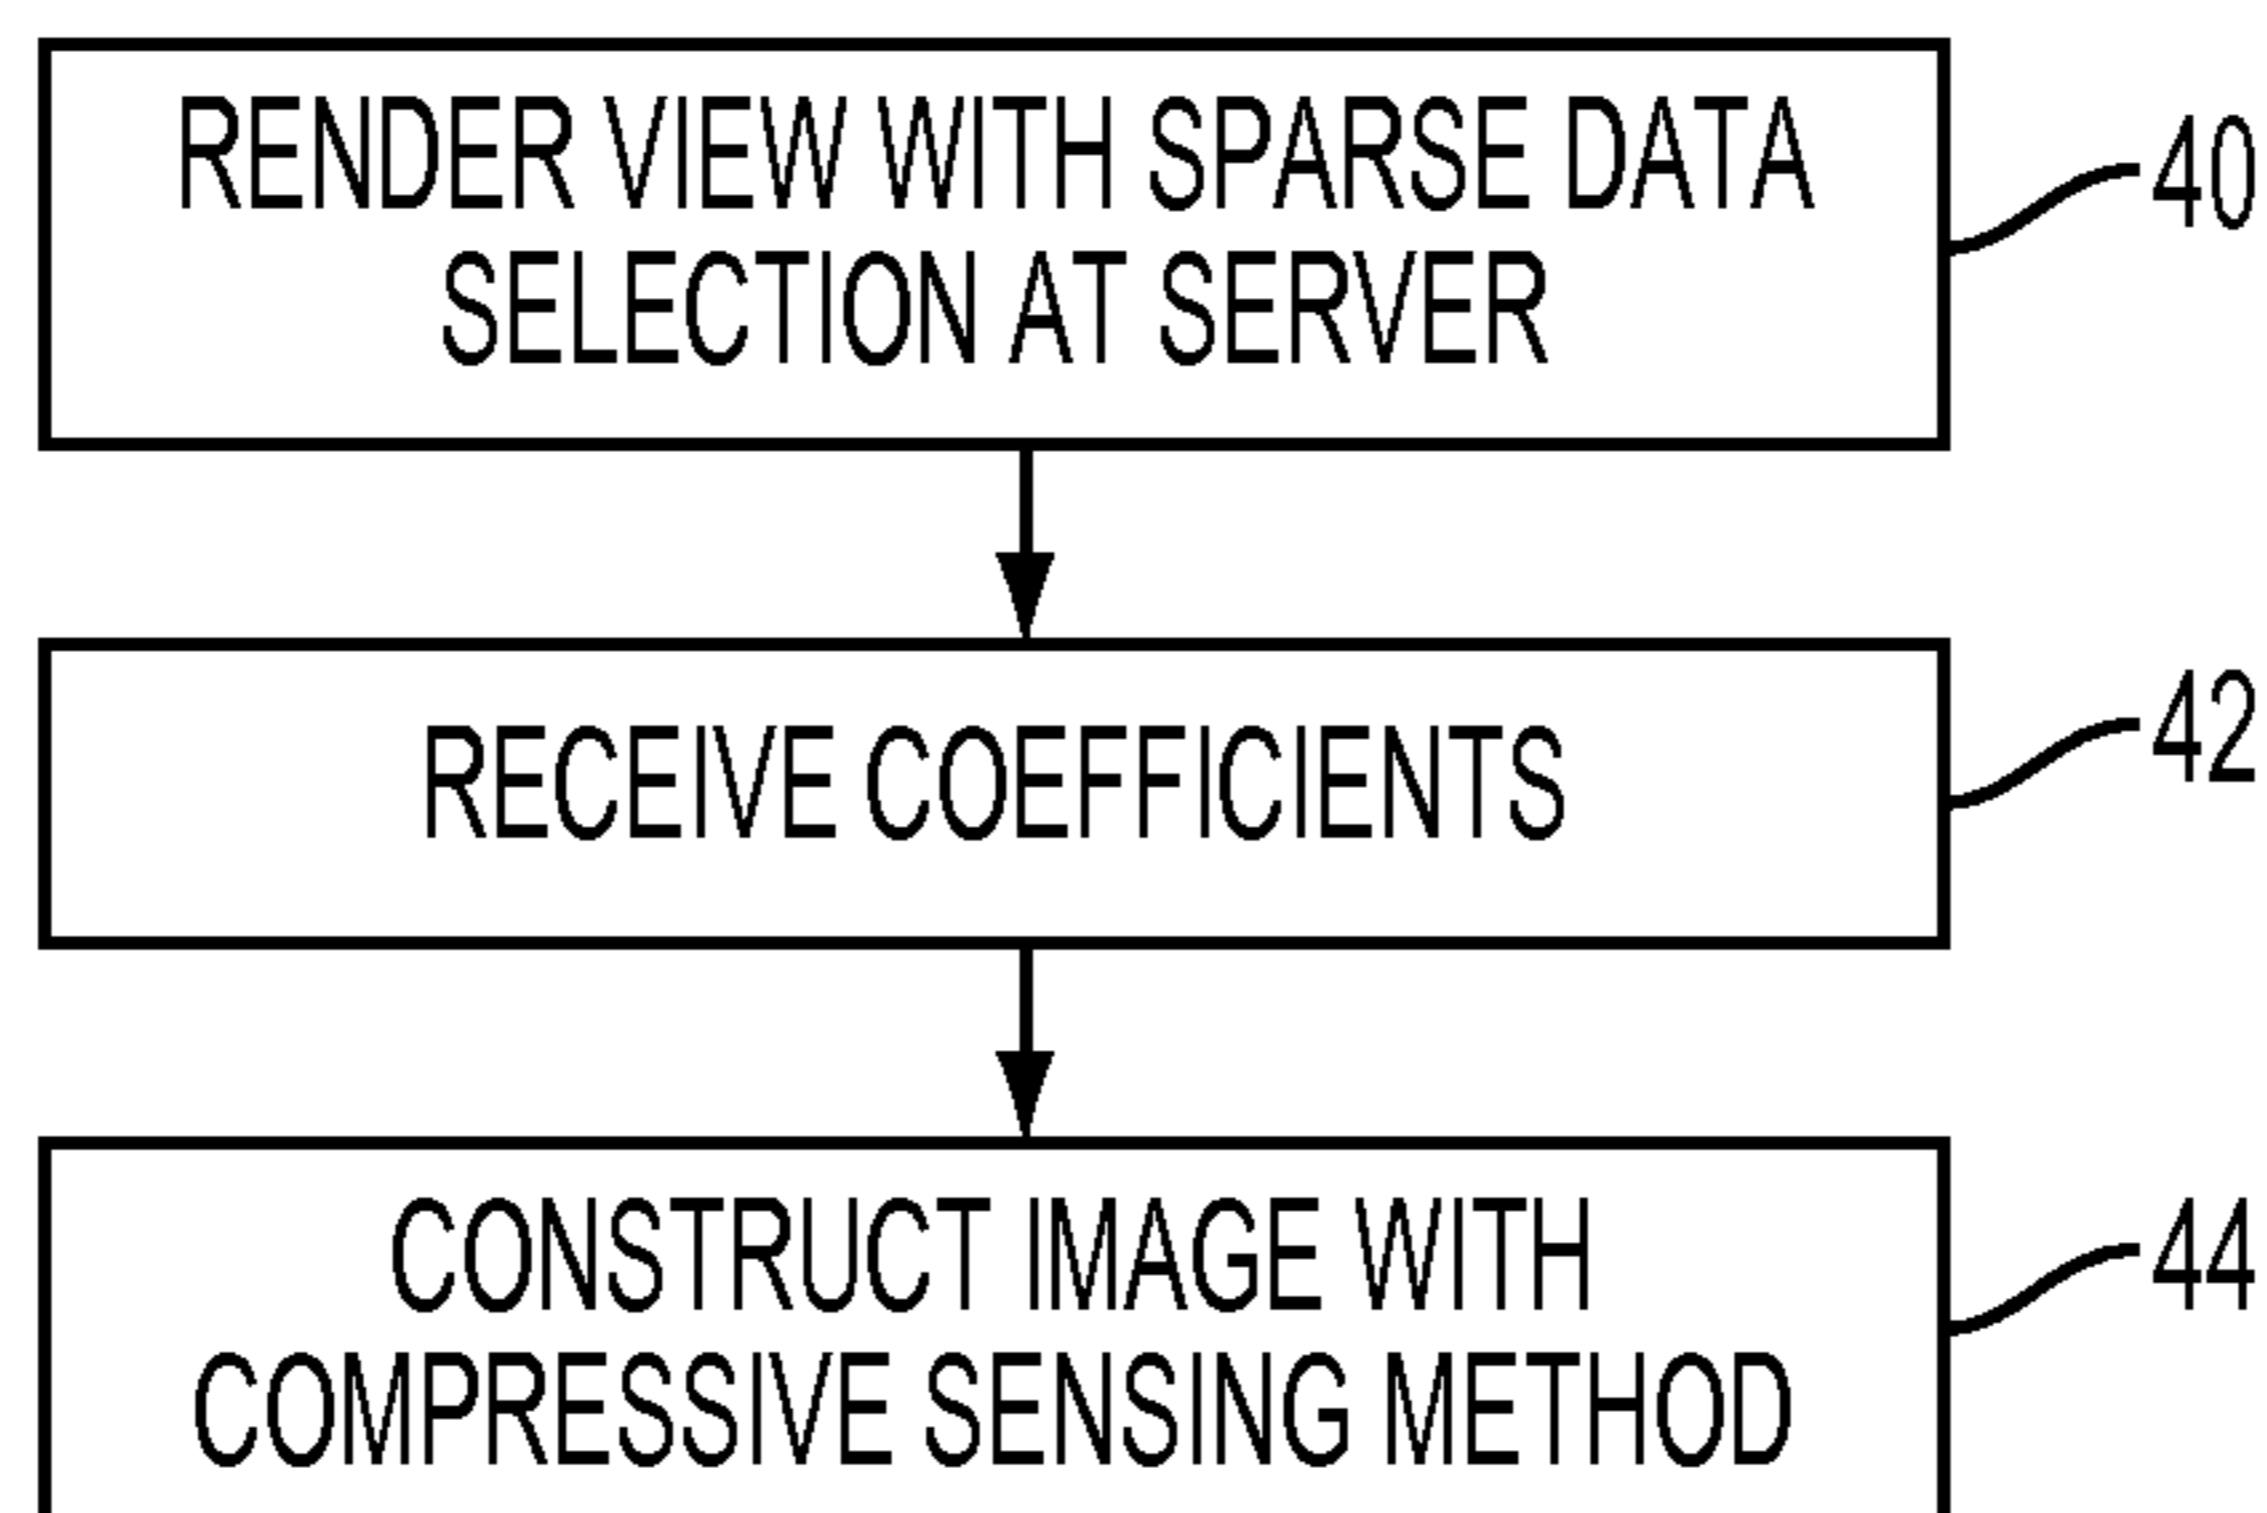 RENDER VIEW WITH SPARSE DATA
SELECTION AT SERVER
40
RECEIVE COEFFICIENTS
42
CONSTRUCT IMAGE WITH
COMPRESSIVE SENSING METHOD
44